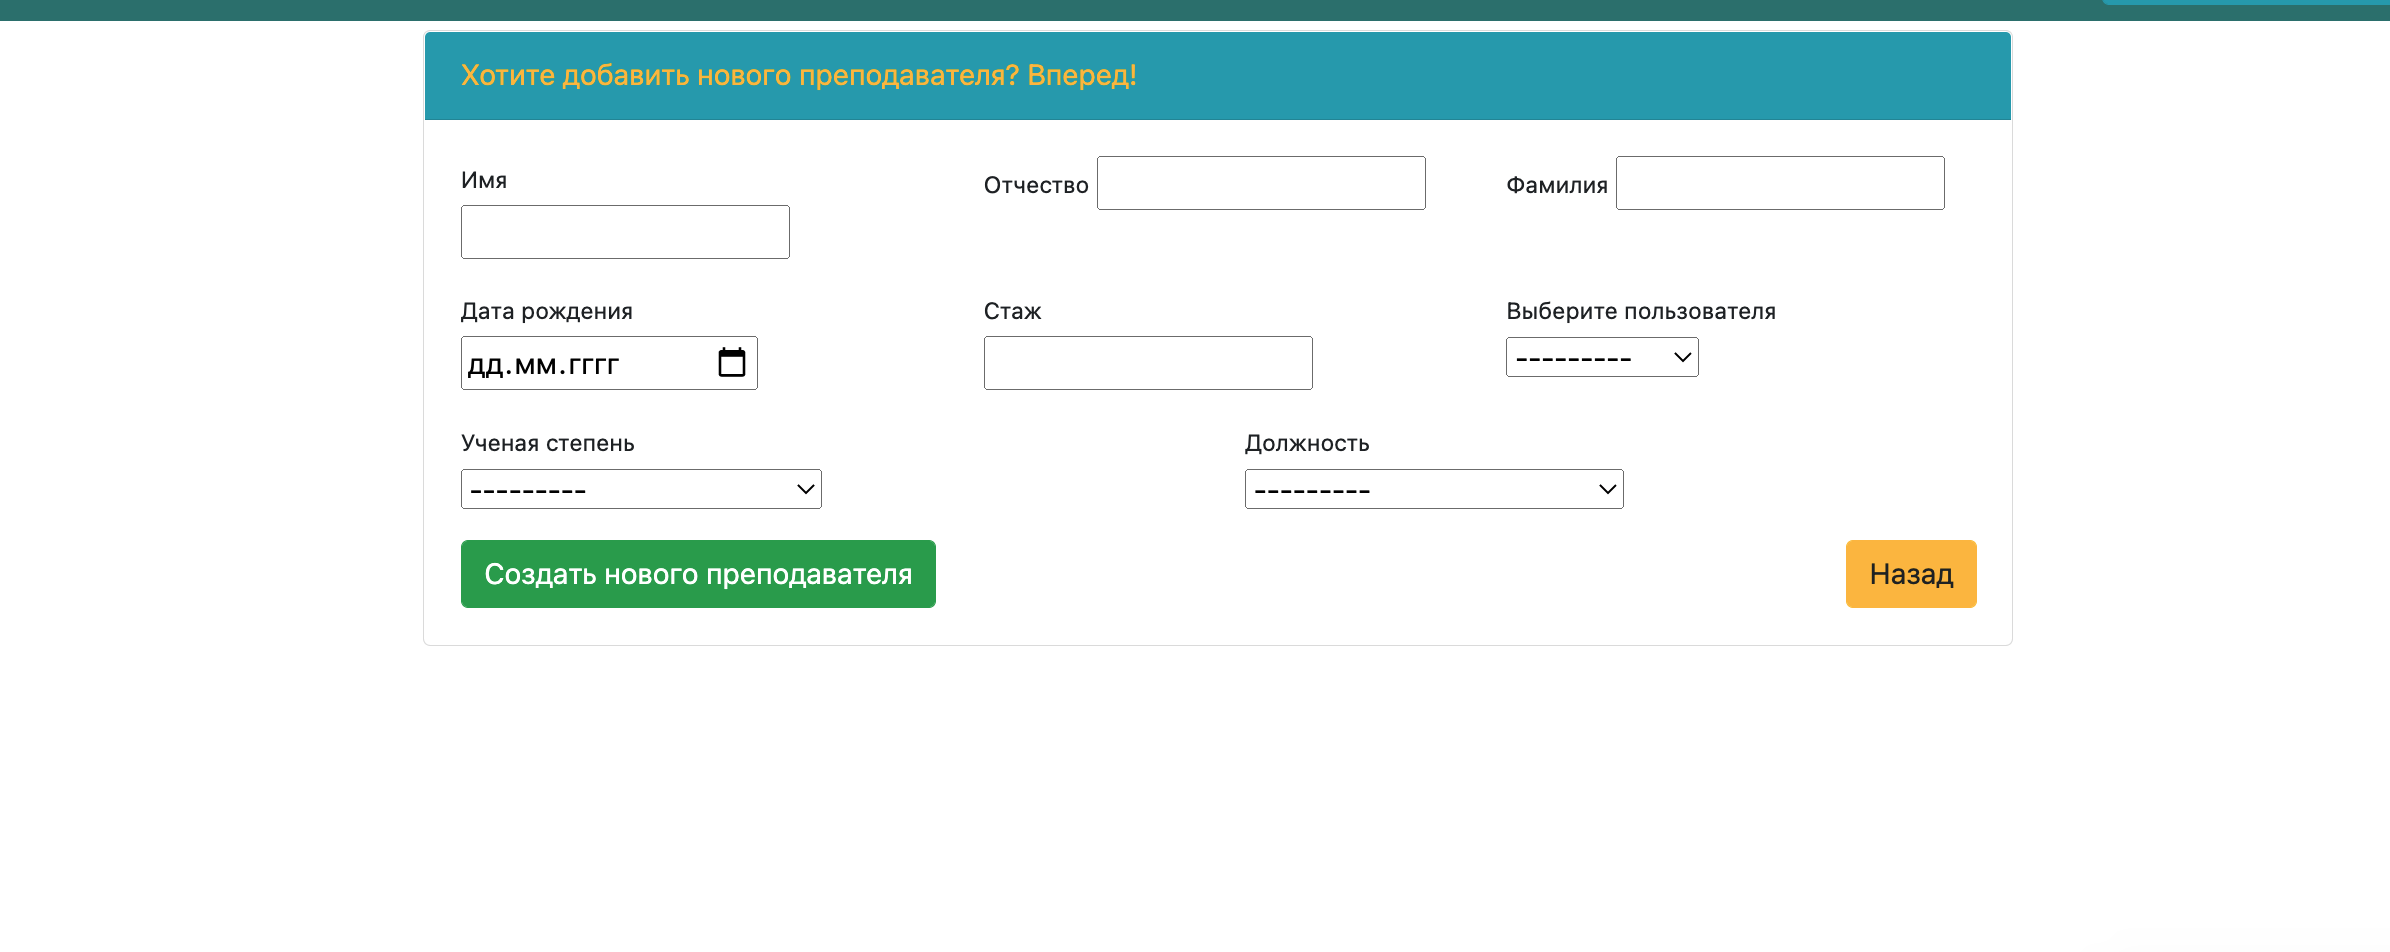 Хотите добавить нового преподавателя? Вперед!
Имя
Отчество
Фамилия
Дата рождения
дд.мм.гггг
Стаж
Выберите пользователя
---------
Ученая степень
---------
Должность
---------
Создать нового преподавателя
Назад